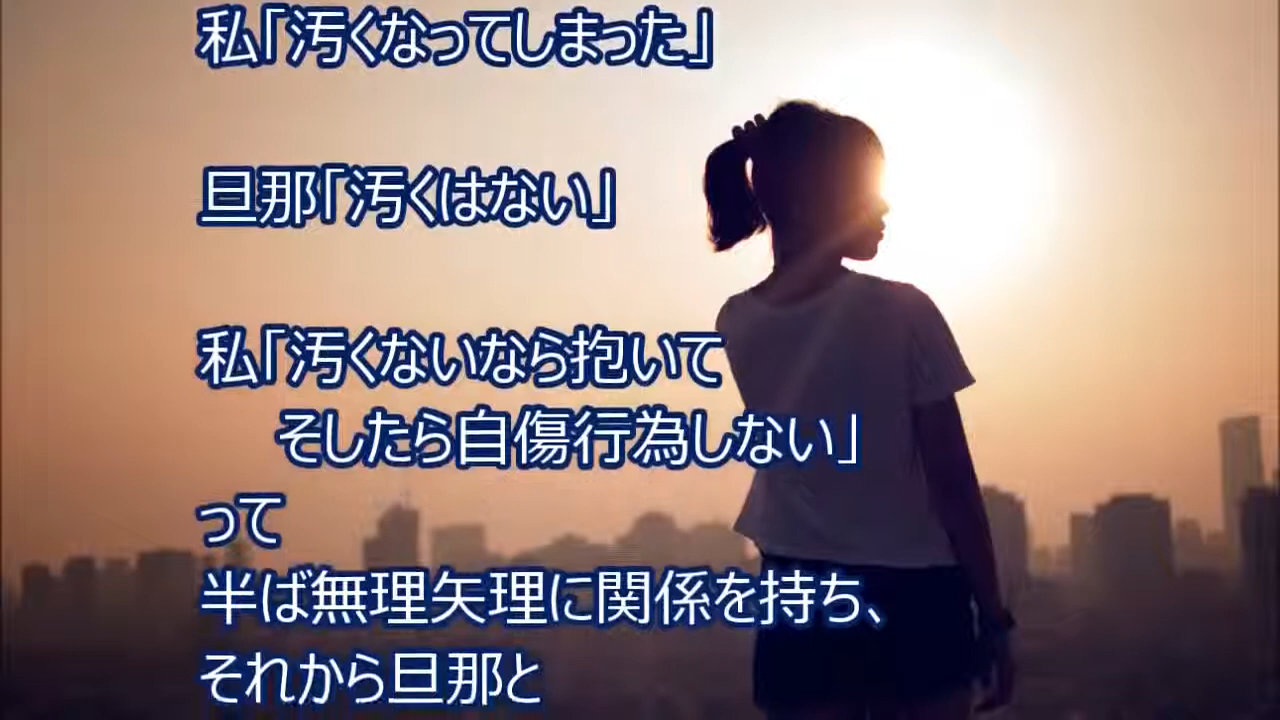 私「汚くなってしまった」
旦那「汚くはない」
私「汚くないなら抱いて
そしたら自傷行為しない」
って
半ば無理矢理に関係を持ち、
それから旦那と